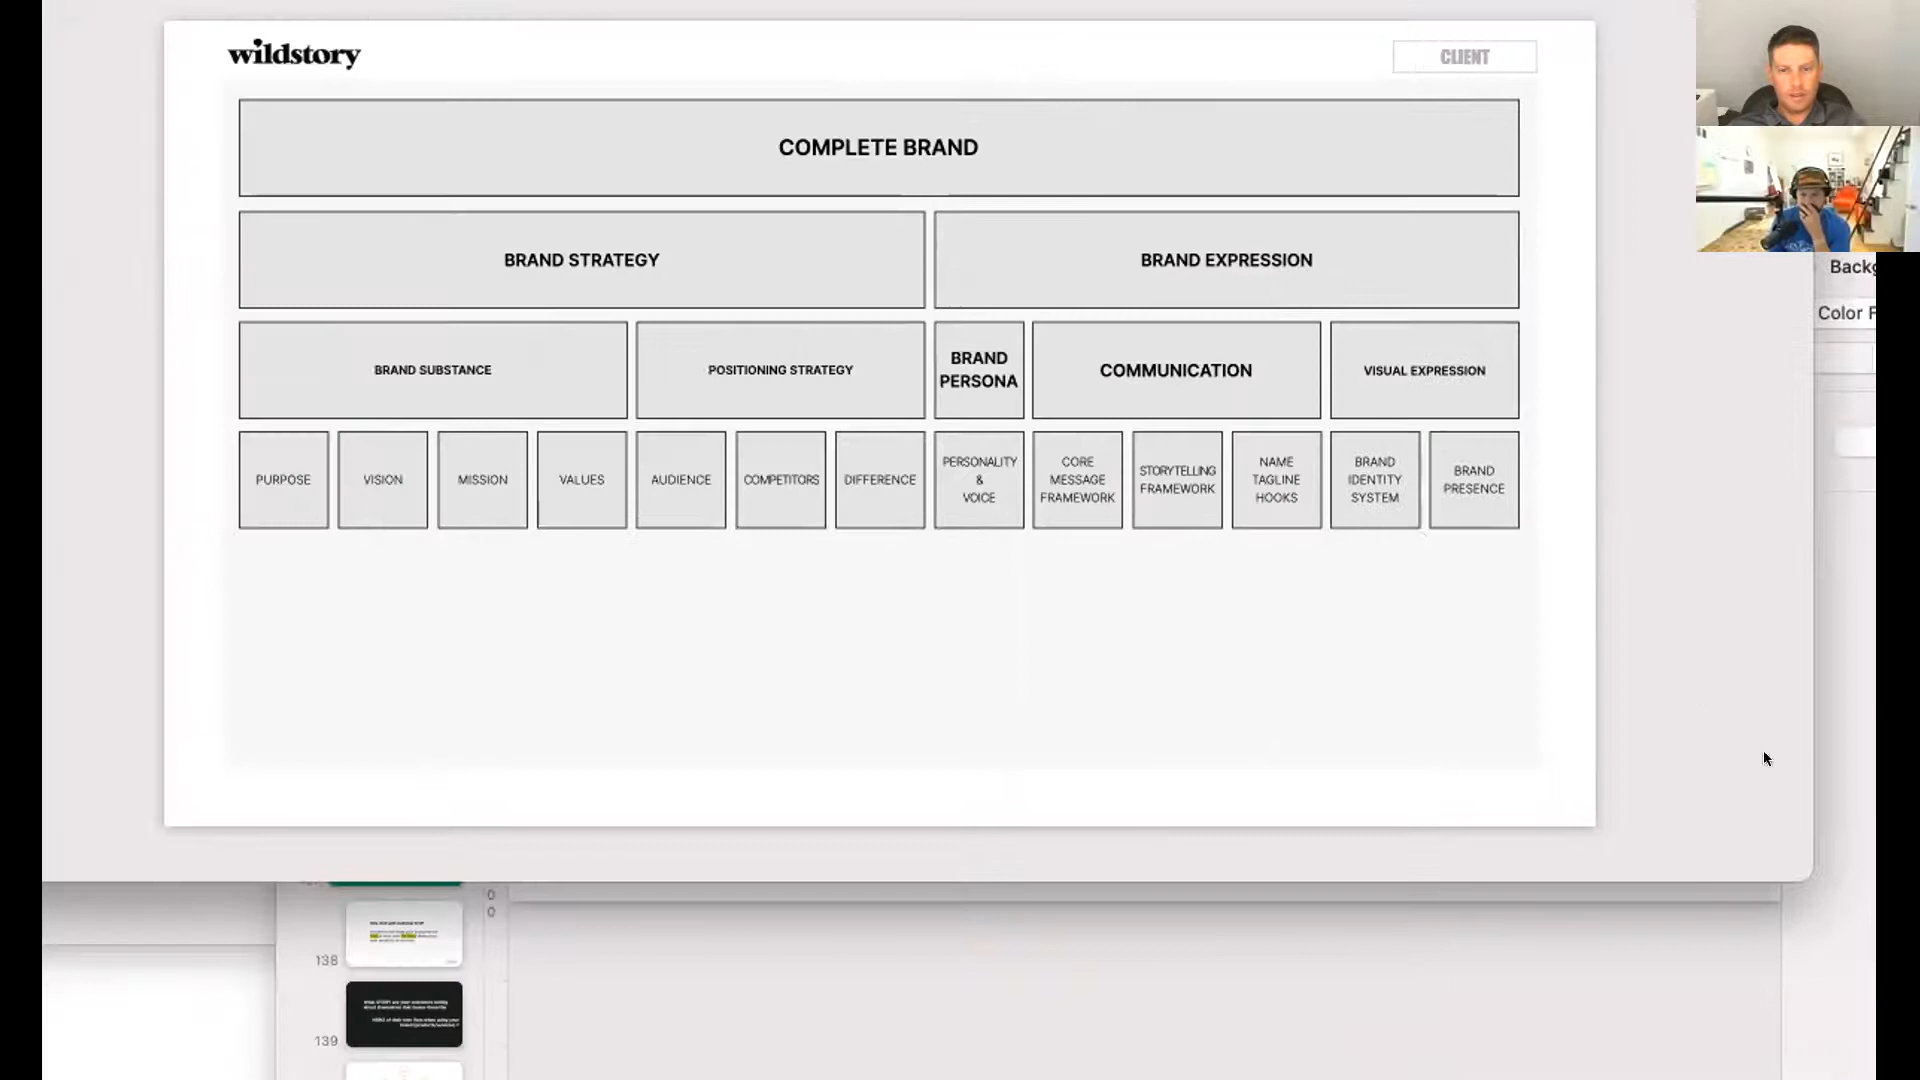 wildstory
CLIENT
COMPLETE BRAND
BRAND STRATEGY
BRAND EXPRESSION
BRAND SUBSTANCE
POSITIONING STRATEGY
BRAND
PERSONA
COMMUNICATION
VISUAL EXPRESSION
PURPOSE
VISION
MISSION
VALUES
AUDIENCE
COMPETITORS
DIFFERENCE
PERSONALITY
&
VOICE
CORE
MESSAGE
FRAMEWORK
STORYTELLING
FRAMEWORK
NAME
TAGLINE
HOOKS
BRAND
IDENTITY
SYSTEM
BRAND
PRESENCE
Backg
Color F
0
0
138
139